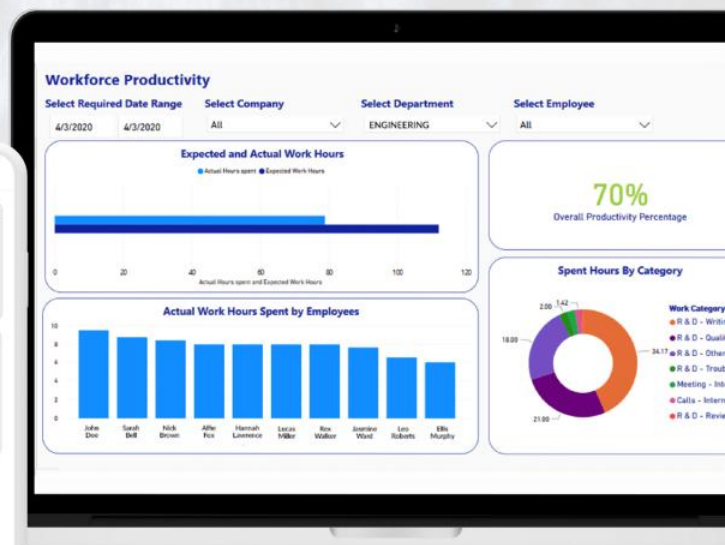 Workforce Productivity
Select Required Date Range Select Company Select Department Select Employee
4/3/2020 4/3/2020 All ENGINEERING All
Expected and Actual Work Hours
Actual Hours spent Expected Work Hours
0 20 40 60 80 100 120
Actual Hours spent and Expected Work Hours
70%
Overall Productivity Percentage
Actual Work Hours Spent by Employees
10
8
6
4
2
0
John Doe
Sarah Bell
Nick Brown
Alfie Fox
Hannah Lawrence
Lucas Miller
Rex Walker
Jasmine Ward
Leo Roberts
Ellis Murphy
Spent Hours By Category
2.00 1.42
18.00
34.17
21.00
Work Category
R & D - Writin
R & D - Quali
R & D - Other
R & D - Troub
Meeting - Int
Calls - Intern
R & D - Revie